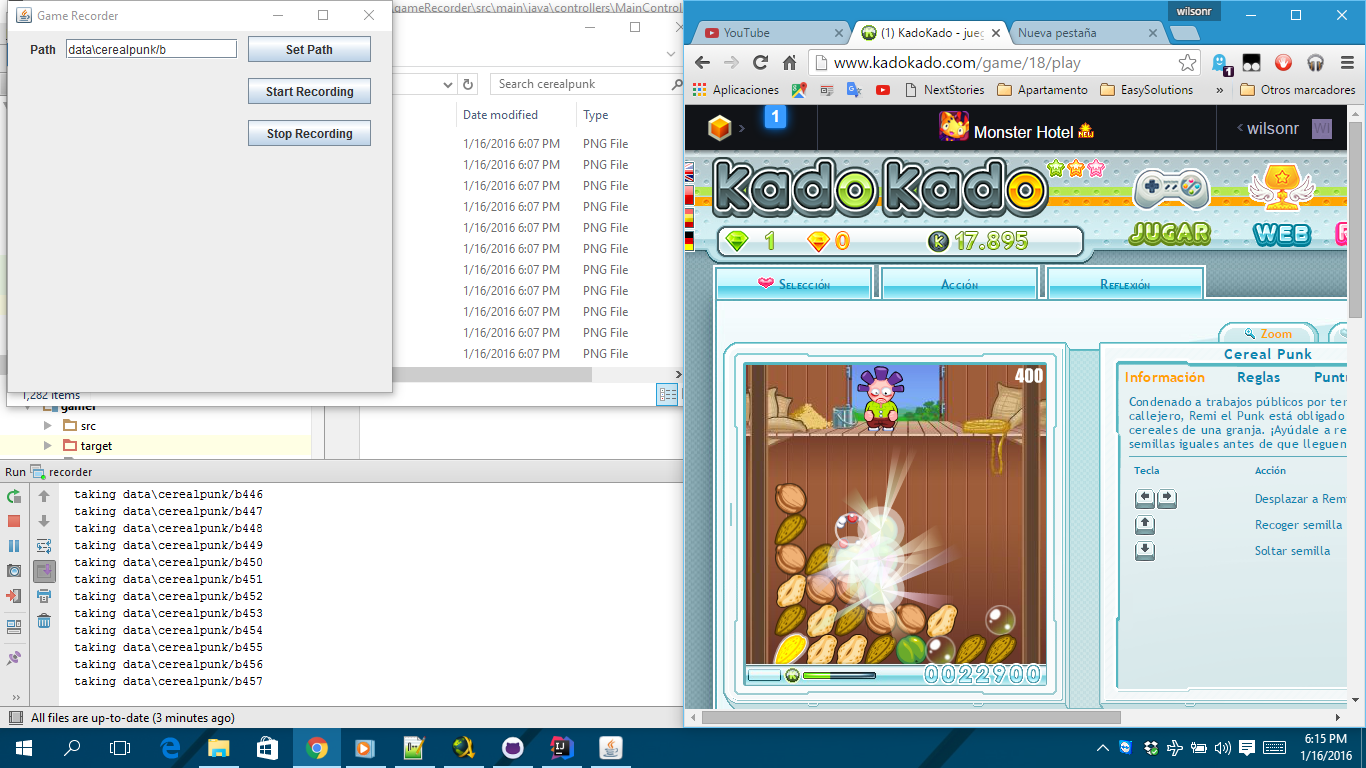 Game Recorder
Path data\cerealpunk/b Set Path
Start Recording
Stop Recording
gameRecorder\src\main\java\controllers\MainControl
Search cerealpunk
Date modified Type
1/16/2016 6:07 PM PNG File
1/16/2016 6:07 PM PNG File
1/16/2016 6:07 PM PNG File
1/16/2016 6:07 PM PNG File
1/16/2016 6:07 PM PNG File
1/16/2016 6:07 PM PNG File
1/16/2016 6:07 PM PNG File
1/16/2016 6:07 PM PNG File
1/16/2016 6:07 PM PNG File
1/16/2016 6:07 PM PNG File
1/16/2016 6:07 PM PNG File
1,282 items
gamer
src
target
Run recorder
taking data\cerealpunk/b446
taking data\cerealpunk/b447
taking data\cerealpunk/b448
taking data\cerealpunk/b449
taking data\cerealpunk/b450
taking data\cerealpunk/b451
taking data\cerealpunk/b452
taking data\cerealpunk/b453
taking data\cerealpunk/b454
taking data\cerealpunk/b455
taking data\cerealpunk/b456
taking data\cerealpunk/b457
All files are up-to-date (3 minutes ago)
wilsonr
YouTube (1) KadoKado - jueg Nueva pestaña
www.kadokado.com/game/18/play
1
Aplicaciones NextStories Apartamento EasySolutions » Otros marcadores
1 Monster Hotel NEW wilsonr WI
KadoKado
1 0 K 17.895
JUGAR WEB R
Selección Acción Reflexión
Zoom
Cereal Punk
Información Reglas Puntu
Condenado a trabajos públicos por ter
callejero, Remi el Punk está obligado
cereales de una granja. ¡Ayúdale a re
semillas iguales antes de que lleguen
Tecla Acción
Desplazar a Rem
Recoger semilla
Soltar semilla
400
0022900
6:15 PM
1/16/2016